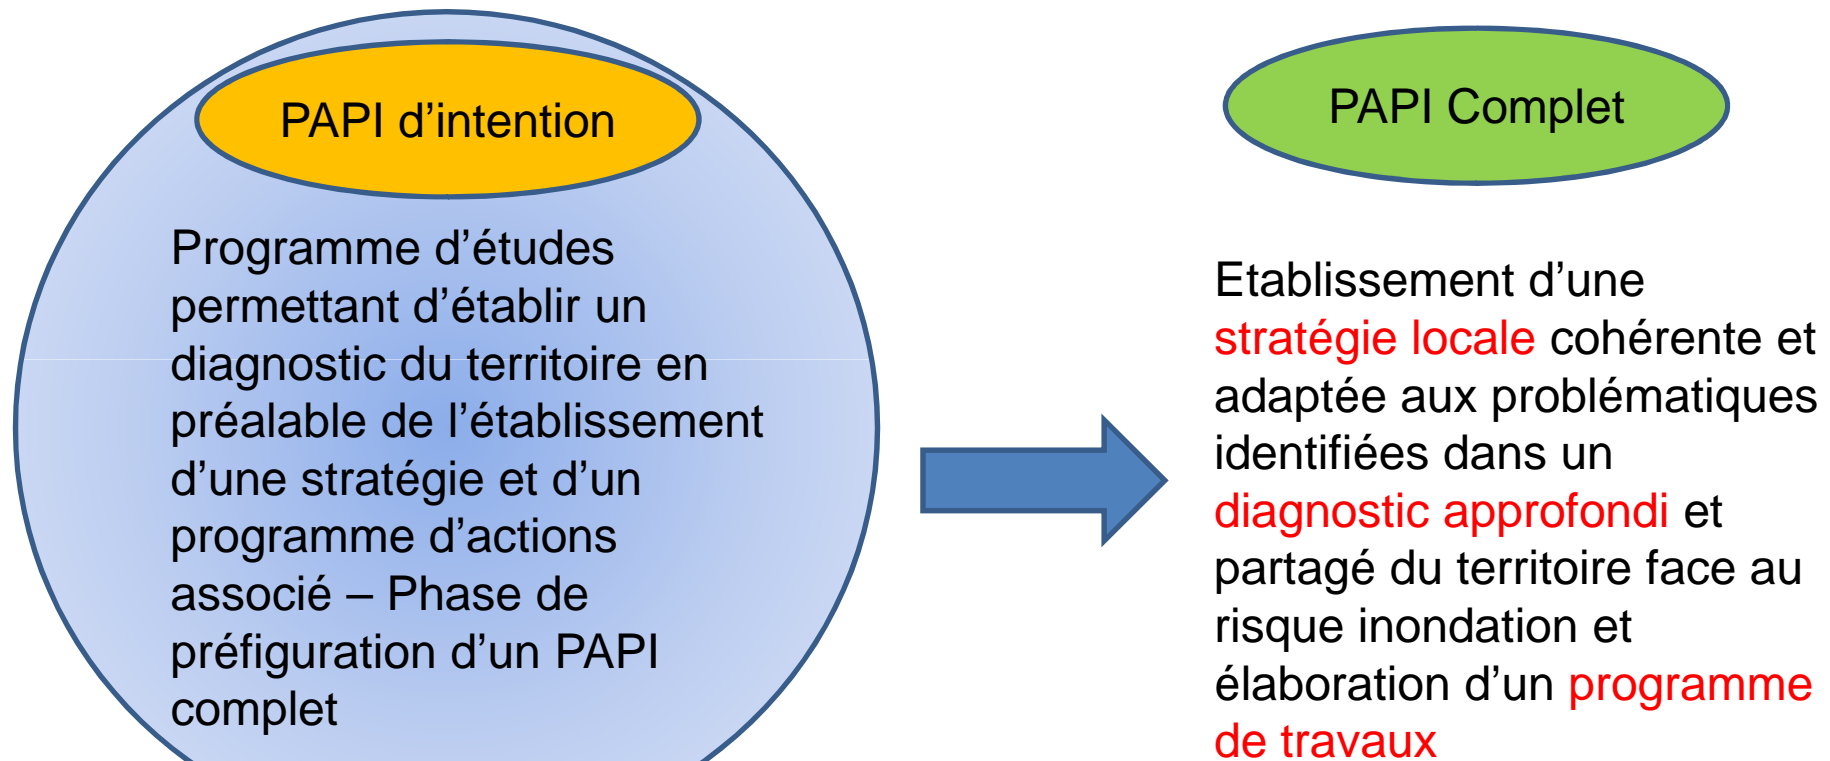 PAPI d’intention
Programme d’études
permettant d’établir un
diagnostic du territoire en
préalable de l’établissement
d’une stratégie et d’un
programme d’actions
associé – Phase de
préfiguration d’un PAPI
complet
PAPI Complet
Etablissement d’une
stratégie locale cohérente et
adaptée aux problématiques
identifiées dans un
diagnostic approfondi et
partagé du territoire face au
risque inondation et
élaboration d’un programme
de travaux